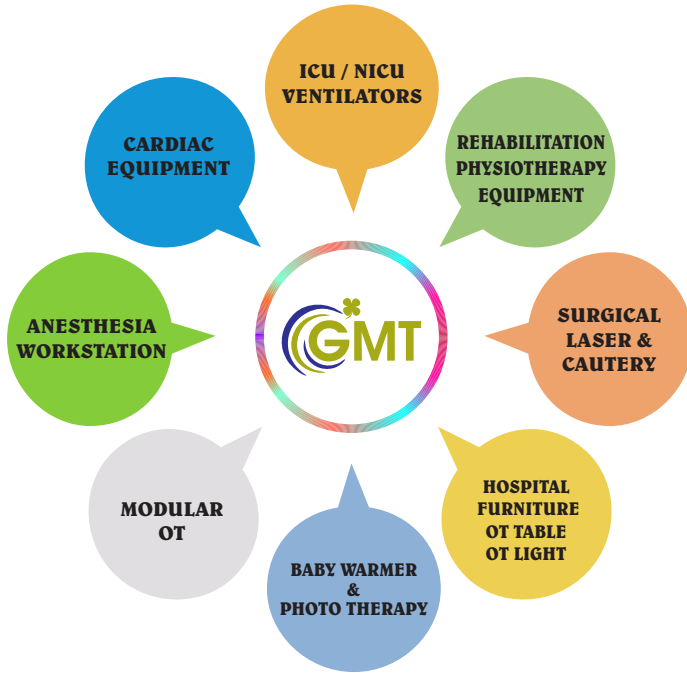 ICU / NICU
VENTILATORS
CARDIAC
EQUIPMENT
REHABILITATION
PHYSIOTHERAPY
EQUIPMENT
ANESTHESIA
WORKSTATION
GMT
SURGICAL
LASER &
CAUTERY
MODULAR
OT
HOSPITAL
FURNITURE
OT TABLE
OT LIGHT
BABY WARMER
&
PHOTO THERAPY